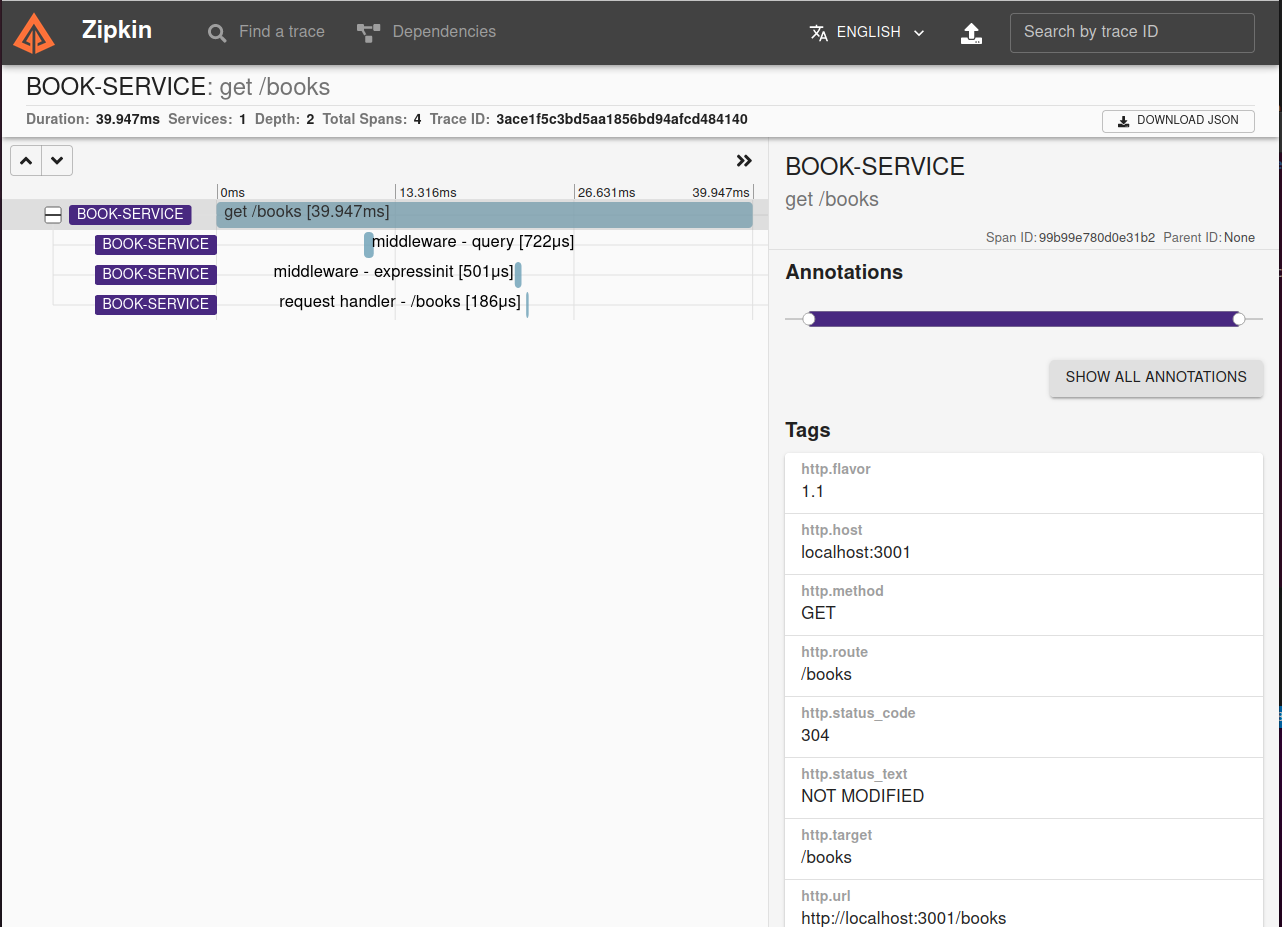 Zipkin
Find a trace
Dependencies
ENGLISH
Search by trace ID
BOOK-SERVICE: get /books
Duration: 39.947ms Services: 1 Depth: 2 Total Spans: 4 Trace ID: 3ace1f5c3bd5aa1856bd94afcd484140
DOWNLOAD JSON
0ms 13.316ms 26.631ms 39.947ms
BOOK-SERVICE get /books [39.947ms]
BOOK-SERVICE middleware - query [722µs]
BOOK-SERVICE middleware - expressinit [501µs]
BOOK-SERVICE request handler - /books [186µs]
BOOK-SERVICE
get /books
Span ID: 99b99e780d0e31b2 Parent ID: None
Annotations
SHOW ALL ANNOTATIONS
Tags
http.flavor
1.1
http.host
localhost:3001
http.method
GET
http.route
/books
http.status_code
304
http.status_text
NOT MODIFIED
http.target
/books
http.url
http://localhost:3001/books